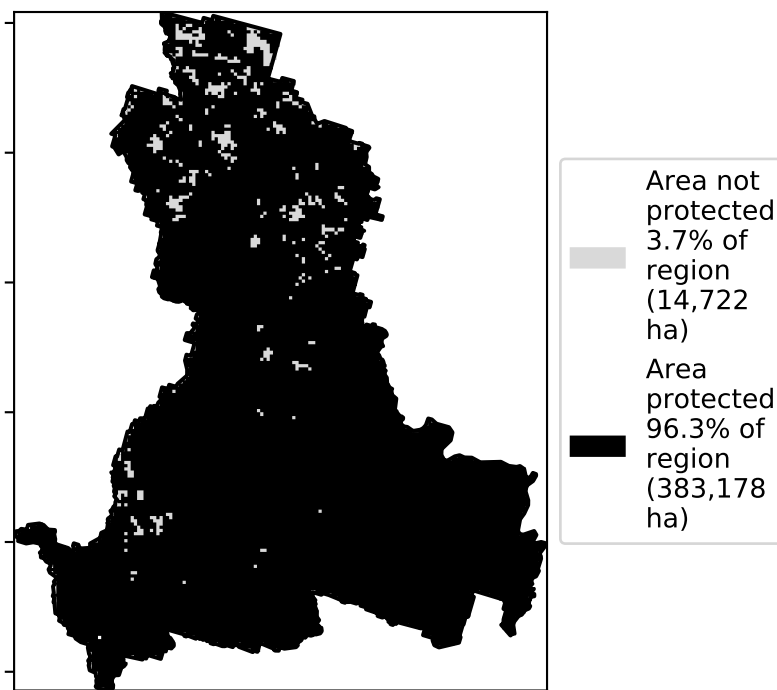 Area not
protected
3.7% of
region
(14,722
ha)
Area
protected
96.3% of
region
(383,178
ha)